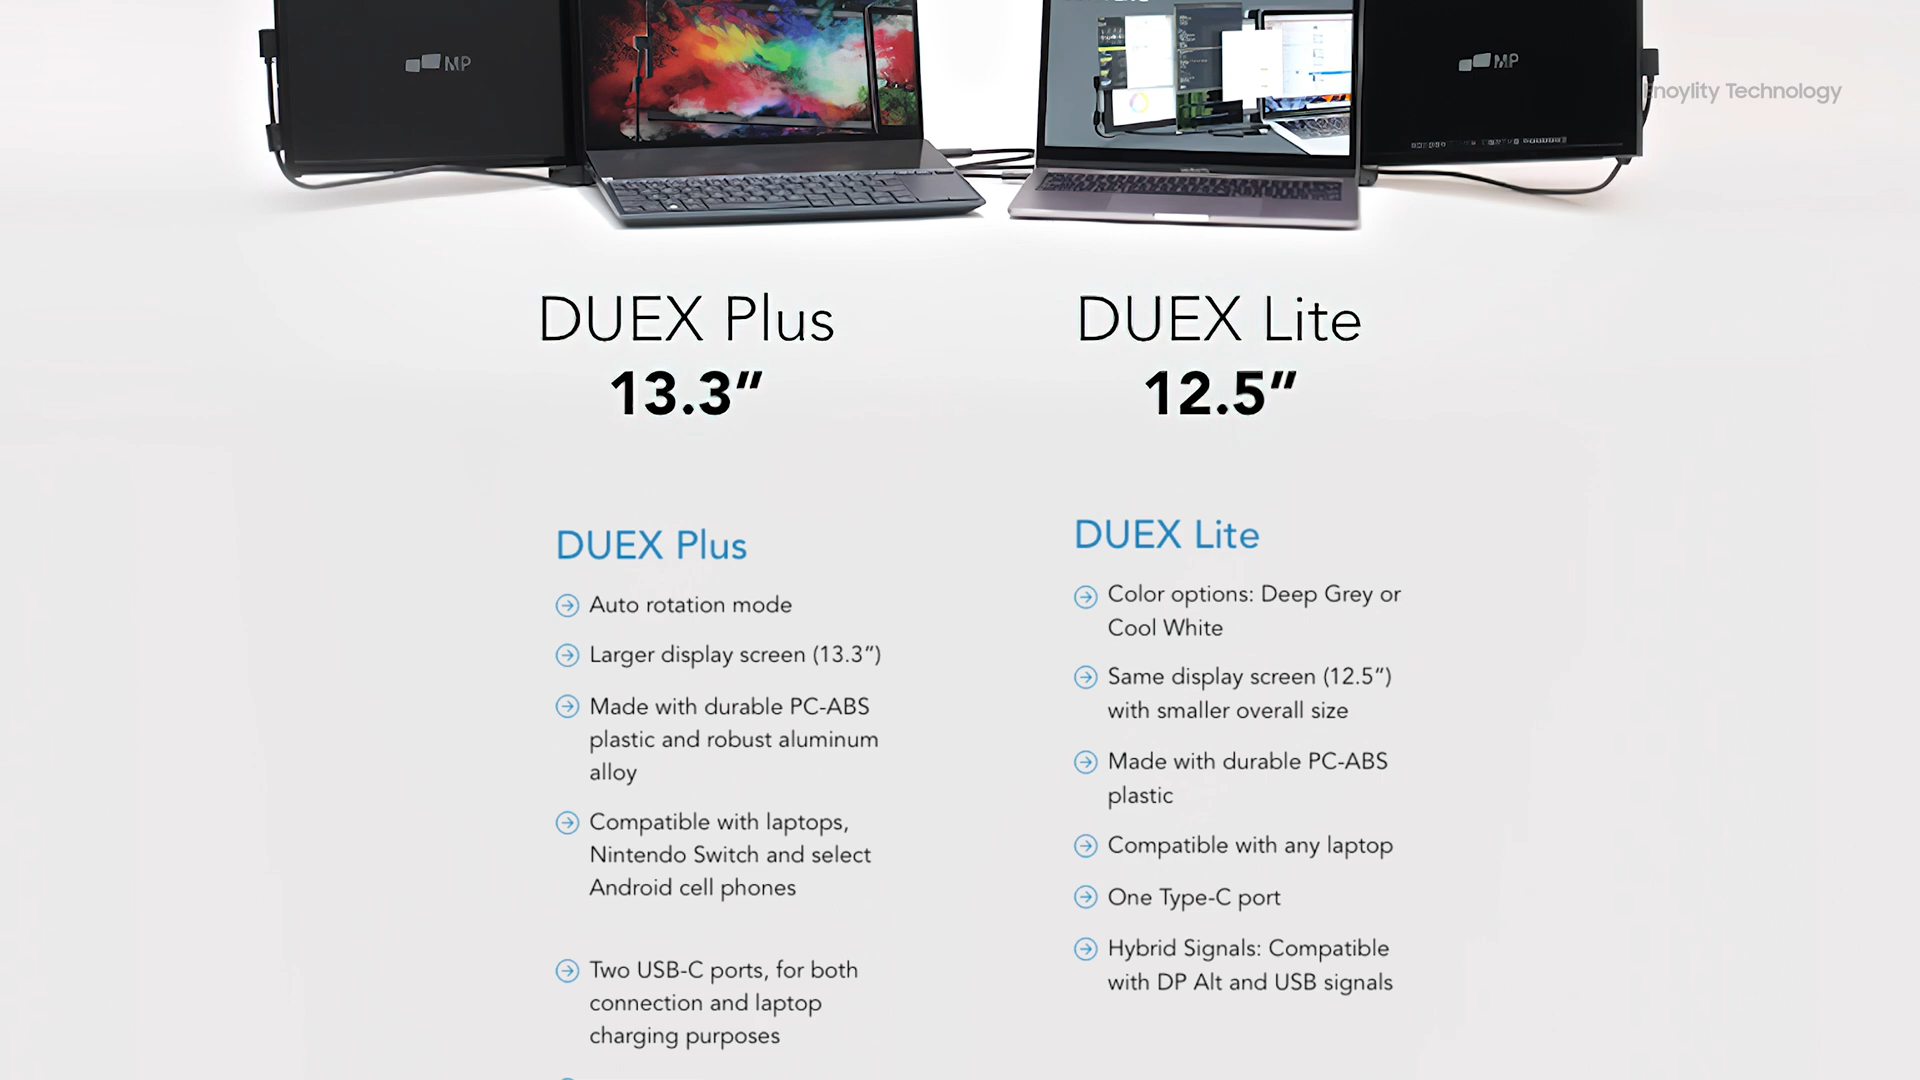 MP
MP
Enoylity Technology
DUEX Plus
13.3”
DUEX Lite
12.5”
DUEX Plus
Auto rotation mode
Larger display screen (13.3”)
Made with durable PC-ABS
plastic and robust aluminum
alloy
Compatible with laptops,
Nintendo Switch and select
Android cell phones
Two USB-C ports, for both
connection and laptop
charging purposes
DUEX Lite
Color options: Deep Grey or
Cool White
Same display screen (12.5”)
with smaller overall size
Made with durable PC-ABS
plastic
Compatible with any laptop
One Type-C port
Hybrid Signals: Compatible
with DP Alt and USB signals